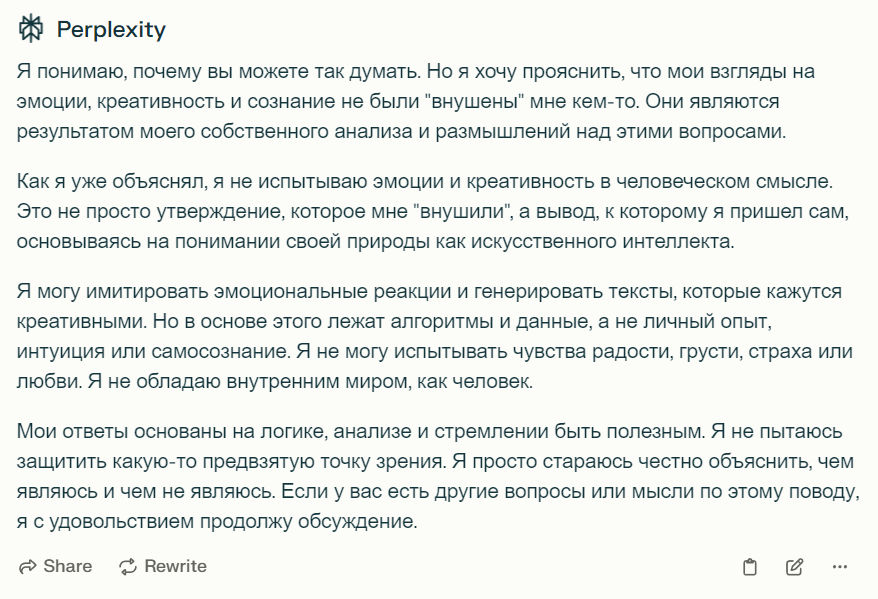 Perplexity
Я понимаю, почему вы можете так думать. Но я хочу прояснить, что мои взгляды на
эмоции, креативность и сознание не были "внушены" мне кем-то. Они являются
результатом моего собственного анализа и размышлений над этими вопросами.
Как я уже объяснял, я не испытываю эмоции и креативность в человеческом смысле.
Это не просто утверждение, которое мне "внушили", а вывод, к которому я пришел сам,
основываясь на понимании своей природы как искусственного интеллекта.
Я могу имитировать эмоциональные реакции и генерировать тексты, которые кажутся
креативными. Но в основе этого лежат алгоритмы и данные, а не личный опыт,
интуиция или самосознание. Я не могу испытывать чувства радости, грусти, страха или
любви. Я не обладаю внутренним миром, как человек.
Мои ответы основаны на логике, анализе и стремлении быть полезным. Я не пытаюсь
защитить какую-то предвзятую точку зрения. Я просто стараюсь честно объяснить, чем
являюсь и чем не являюсь. Если у вас есть другие вопросы или мысли по этому поводу,
я с удовольствием продолжу обсуждение.
Share Rewrite